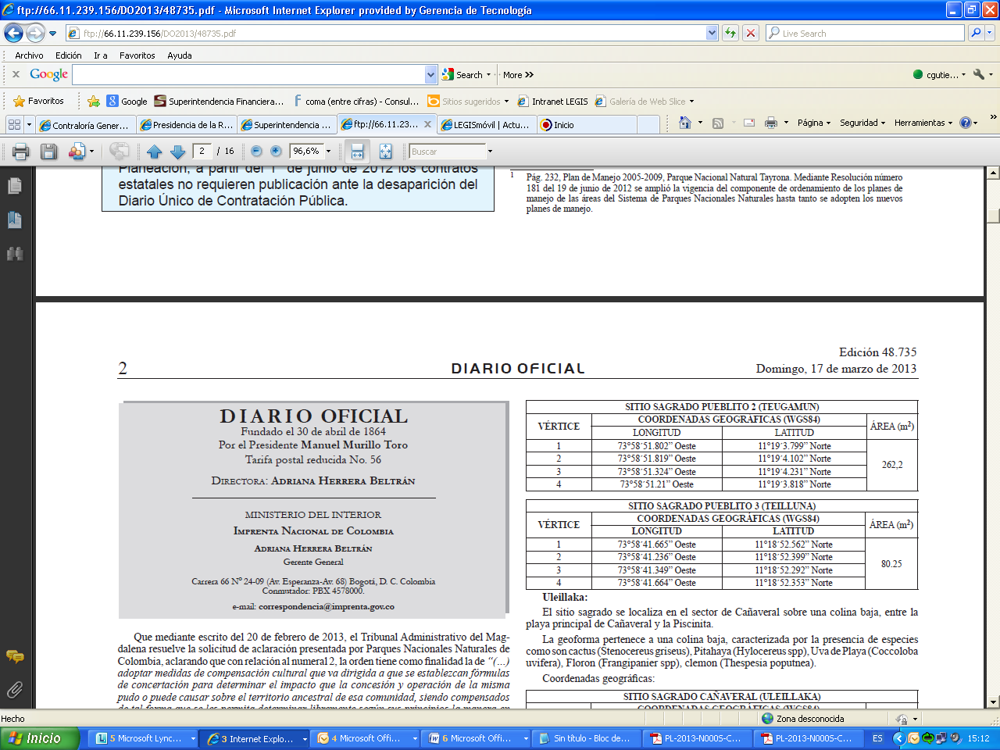 ftp://66.11.239.156/DO2013/48735.pdf - Microsoft Internet Explorer provided by Gerencia de Tecnología
ftp://66.11.239.156/DO2013/48735.pdf
Live Search
Archivo Edición Ir a Favoritos Ayuda
Google Search More » cgutie...
Favoritos Google Superintendencia Financiera... coma (entre cifras) - Consul... Sitios sugeridos Intranet LEGIS Galería de Web Slice
Contraloría Gener... Presidencia de la R... Superintendencia ... ftp://66.11.23... LEGISmóvil | Actu... Inicio Página Seguridad Herramientas
2 / 16 96,6% Buscar
Planeación, a partir del 1° de junio de 2012 los contratos
estatales no requieren publicación ante la desaparición del
Diario Único de Contratación Pública.
1 Pág. 232, Plan de Manejo 2005-2009, Parque Nacional Natural Tayrona. Mediante Resolución número
181 del 19 de junio de 2012 se amplió la vigencia del componente de ordenamiento de los planes de
manejo de las áreas del Sistema de Parques Nacionales Naturales hasta tanto se adopten los nuevos
planes de manejo.
Edición 48.735
2 DIARIO OFICIAL Domingo, 17 de marzo de 2013
DIARIO OFICIAL
Fundado el 30 de abril de 1864
Por el Presidente Manuel Murillo Toro
Tarifa postal reducida No. 56
Directora: Adriana Herrera Beltrán
MINISTERIO DEL INTERIOR
Imprenta Nacional de Colombia
Adriana Herrera Beltrán
Gerente General
Carrera 66 Nº 24-09 (Av. Esperanza-Av. 68) Bogotá, D. C. Colombia
Conmutador: PBX 4578000.
e-mail: correspondencia@imprenta.gov.co
Que mediante escrito del 20 de febrero de 2013, el Tribunal Administrativo del Mag-
dalena resuelve la solicitud de aclaración presentada por Parques Nacionales Naturales de
Colombia, aclarando que con relación al numeral 2, la orden tiene como finalidad la de “(...)
adoptar medidas de compensación cultural que va dirigida a que se establezcan fórmulas
de concertación para determinar el impacto que la concesión y operación de la misma
pudo o puede causar sobre el territorio ancestral de esa comunidad, siendo compensados
de tal forma que se les permita determinar libremente según sus principios la manera en
SITIO SAGRADO PUEBLITO 2 (TEUGAMUN)
VÉRTICE COORDENADAS GEOGRÁFICAS (WGS84) ÁREA (m²)
LONGITUD LATITUD
1 73°58´51.802” Oeste 11°19´3.799” Norte
2 73°58´51.819” Oeste 11°19´4.102” Norte
262,2
3 73°58´51.324” Oeste 11°19´4.231” Norte
4 73°58´51.21” Oeste 11°19´3.818” Norte
SITIO SAGRADO PUEBLITO 3 (TEILLUNA)
VÉRTICE COORDENADAS GEOGRÁFICAS (WGS84) ÁREA (m²)
LONGITUD LATITUD
1 73°58´41.665” Oeste 11°18´52.562” Norte
2 73°58´41.236” Oeste 11°18´52.399” Norte
80.25
3 73°58´41.349” Oeste 11°18´52.292” Norte
4 73°58´41.664” Oeste 11°18´52.353” Norte
Uleillaka:
El sitio sagrado se localiza en el sector de Cañaveral sobre una colina baja, entre la
playa principal de Cañaveral y la Piscinita.
La geoforma pertenece a una colina baja, caracterizada por la presencia de especies
como son cactus (Stenocereus griseus), Pitahaya (Hylocereus spp), Uva de Playa (Coccoloba
uvifera), Floron (Frangipanier spp), clemon (Thespesia poputnea).
Coordenadas geográficas:
SITIO SAGRADO CAÑAVERAL (ULEILLAKA)
COORDENADAS GEOGRÁFICAS (WGS84)
Hecho Zona desconocida
Inicio 5 Microsoft Lync... 3 Internet Explo... 4 Microsoft Offi... 6 Microsoft Offic... Sin título - Bloc de... PL-2013-N000S-C... PL-2013-N000S-C... ES 15:12